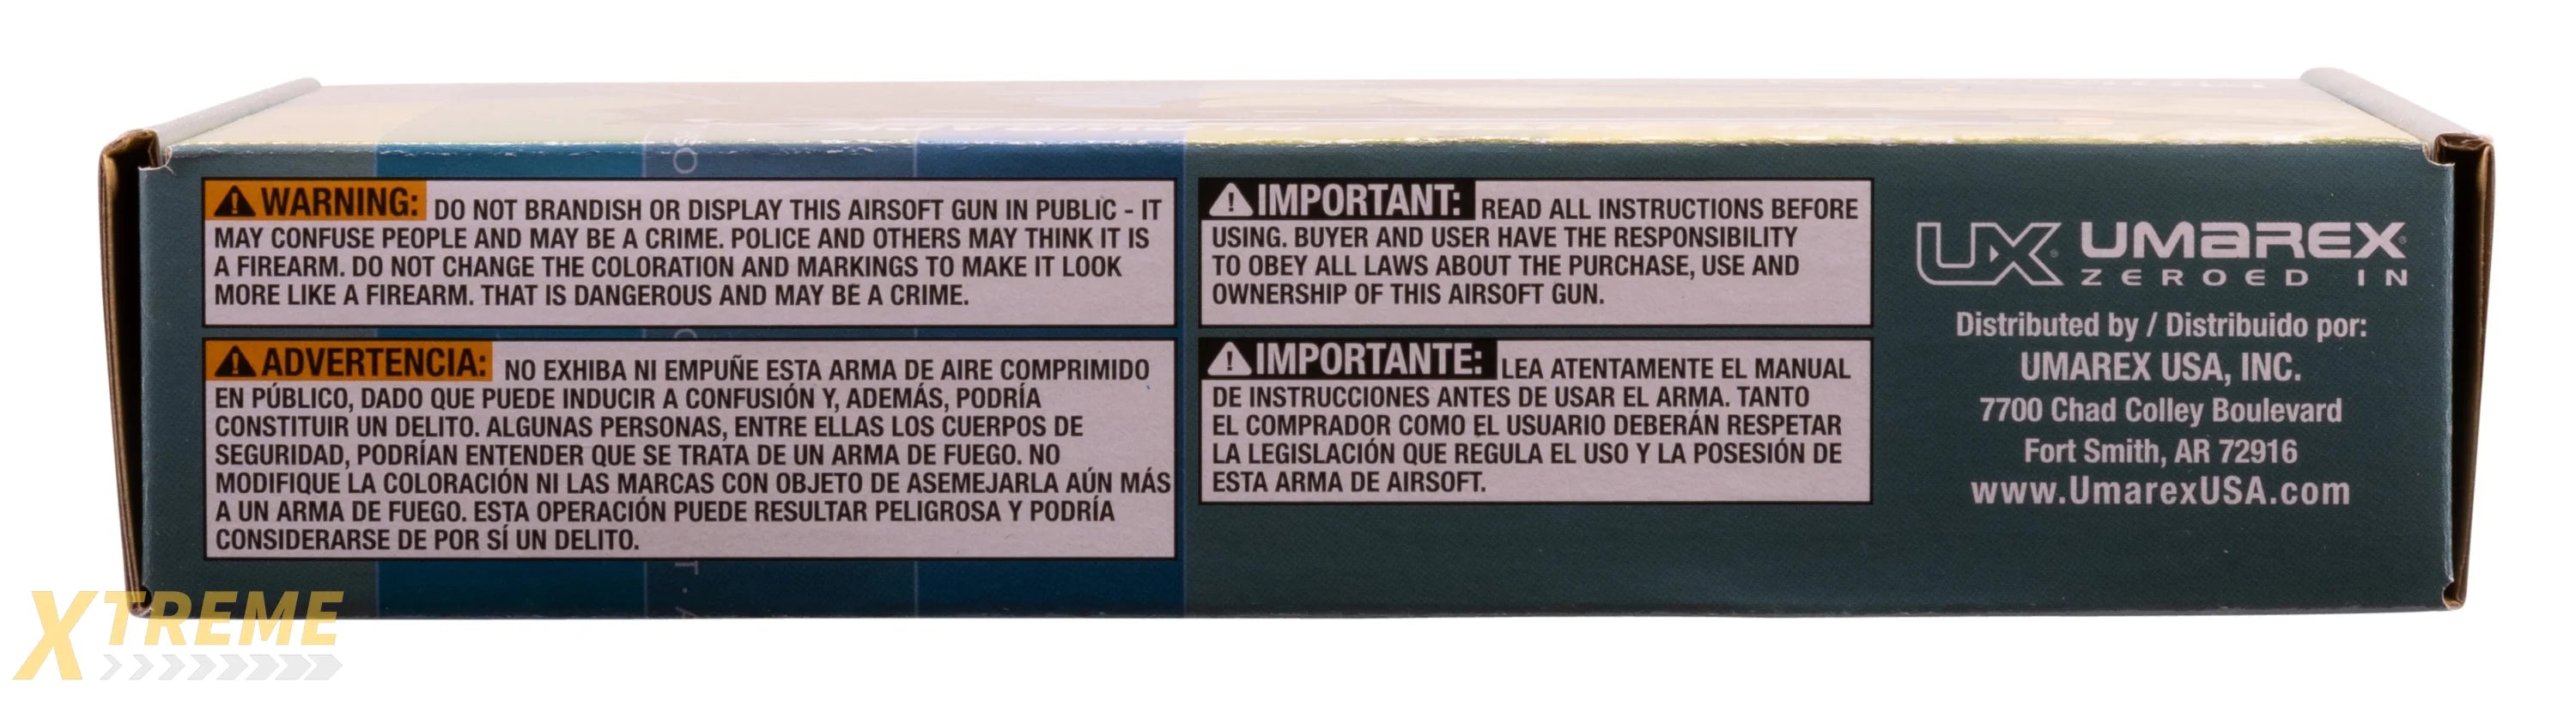 WARNING: DO NOT BRANDISH OR DISPLAY THIS AIRSOFT GUN IN PUBLIC - IT
MAY CONFUSE PEOPLE AND MAY BE A CRIME. POLICE AND OTHERS MAY THINK IT IS
A FIREARM. DO NOT CHANGE THE COLORATION AND MARKINGS TO MAKE IT LOOK
MORE LIKE A FIREARM. THAT IS DANGEROUS AND MAY BE A CRIME.
ADVERTENCIA: NO EXHIBA NI EMPUÑE ESTA ARMA DE AIRE COMPRIMIDO
EN PÚBLICO, DADO QUE PUEDE INDUCIR A CONFUSIÓN Y, ADEMÁS, PODRÍA
CONSTITUIR UN DELITO. ALGUNAS PERSONAS, ENTRE ELLAS LOS CUERPOS DE
SEGURIDAD, PODRÍAN ENTENDER QUE SE TRATA DE UN ARMA DE FUEGO. NO
MODIFIQUE LA COLORACIÓN NI LAS MARCAS CON OBJETO DE ASEMEJARLA AÚN MÁS
A UN ARMA DE FUEGO. ESTA OPERACIÓN PUEDE RESULTAR PELIGROSA Y PODRÍA
CONSIDERARSE DE POR SÍ UN DELITO.
IMPORTANT: READ ALL INSTRUCTIONS BEFORE
USING. BUYER AND USER HAVE THE RESPONSIBILITY
TO OBEY ALL LAWS ABOUT THE PURCHASE, USE AND
OWNERSHIP OF THIS AIRSOFT GUN.
IMPORTANTE: LEA ATENTAMENTE EL MANUAL
DE INSTRUCCIONES ANTES DE USAR EL ARMA. TANTO
EL COMPRADOR COMO EL USUARIO DEBERÁN RESPETAR
LA LEGISLACIÓN QUE REGULA EL USO Y LA POSESIÓN DE
ESTA ARMA DE AIRSOFT.
UX® UMAREX®
ZEROED IN
Distributed by / Distribuido por:
UMAREX USA, INC.
7700 Chad Colley Boulevard
Fort Smith, AR 72916
www.UmarexUSA.com
XTREME